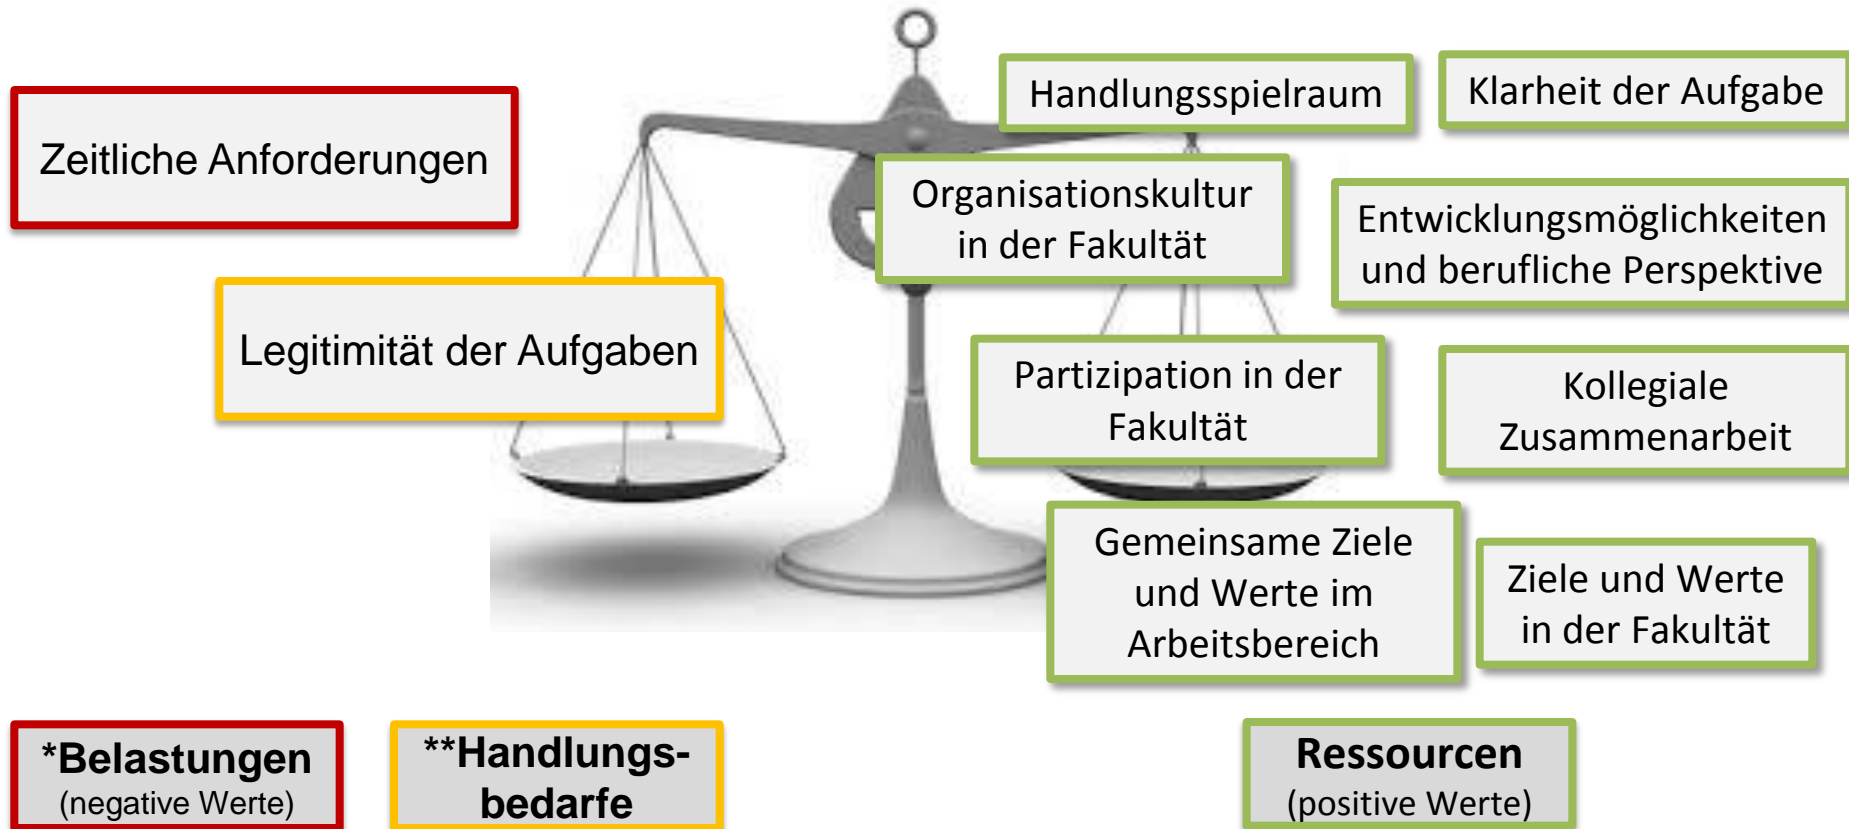 Zeitliche Anforderungen
Legitimität der Aufgaben
Handlungsspielraum
Klarheit der Aufgabe
Organisationskultur
in der Fakultät
Entwicklungsmöglichkeiten
und berufliche Perspektive
Partizipation in der
Fakultät
Kollegiale
Zusammenarbeit
Gemeinsame Ziele
und Werte im
Arbeitsbereich
Ziele und Werte
in der Fakultät
*Belastungen
(negative Werte)
**Handlungs-
bedarfe
Ressourcen
(positive Werte)